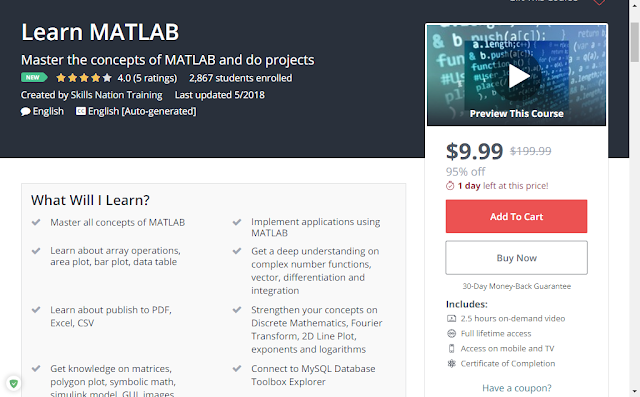 Learn MATLAB
Master the concepts of MATLAB and do projects
NEW 4.0 (5 ratings) 2,867 students enrolled
Created by Skills Nation Training Last updated 5/2018
English English [Auto-generated]
a.length;c++)
& b.push(a[c]);
function
Preview This Course
$9.99 $199.99
95% off
1 day left at this price!
Add To Cart
Buy Now
30-Day Money-Back Guarantee
Includes:
2.5 hours on-demand video
Full lifetime access
Access on mobile and TV
Certificate of Completion
Have a coupon?
What Will I Learn?
Master all concepts of MATLAB
Learn about array operations,
area plot, bar plot, data table
Learn about publish to PDF,
Excel, CSV
Get knowledge on matrices,
polygon plot, symbolic math,
simulink model, GUI, images
Implement applications using
MATLAB
Get a deep understanding on
complex number functions,
vector, differentiation and
integration
Strengthen your concepts on
Discrete Mathematics, Fourier
Transform, 2D Line Plot,
exponents and logarithms
Connect to MySQL Database
Toolbox Explorer